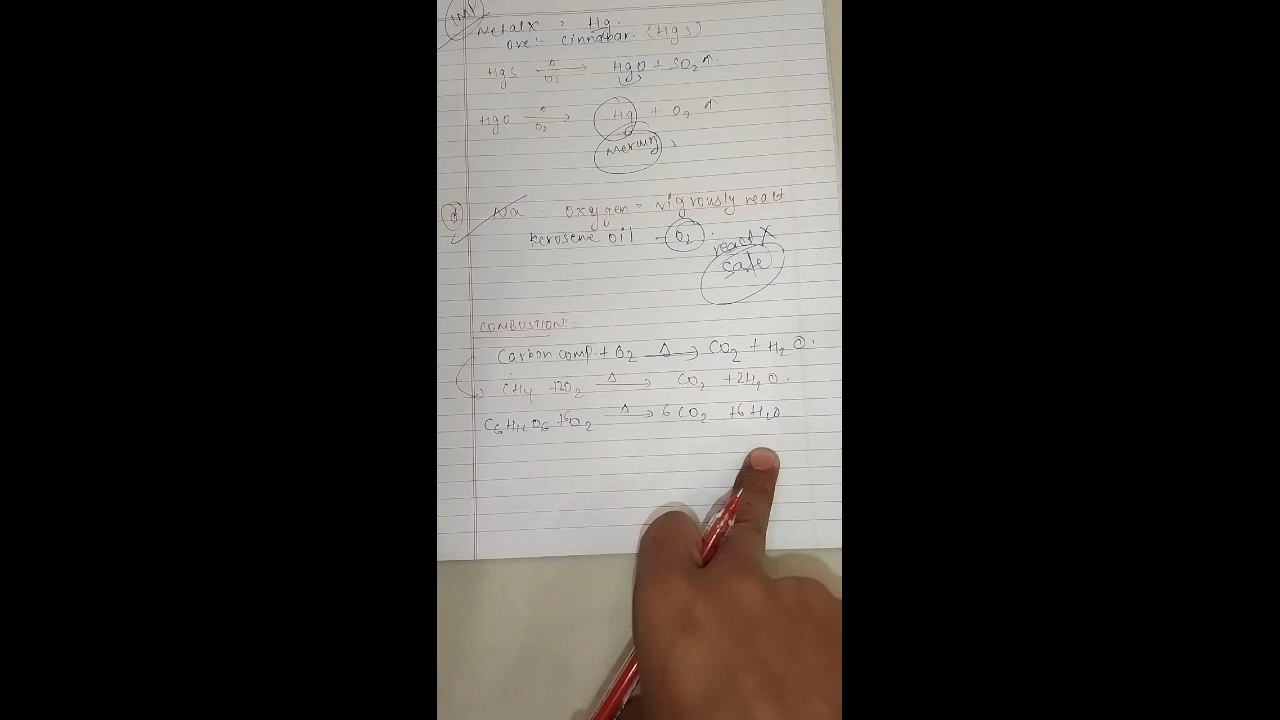 IMP
Metal X : Hg.
Ore:- Cinnabar. (HgS)
HgS Δ/O2 → HgO + SO2 ↑.
HgO Δ/O2 → Hg + O2 ↑
Mercury
d Na. oxygen = vigrously react
kerosene oil - O2. react X
Safe
COMBUSTION:-
Carbon comp. + O2 Δ→ CO2 + H2O.
CH4 + 2O2 Δ→ CO2 + 2H2O.
C6H12O6 + 6O2 Δ→ 6CO2 + 6H2O